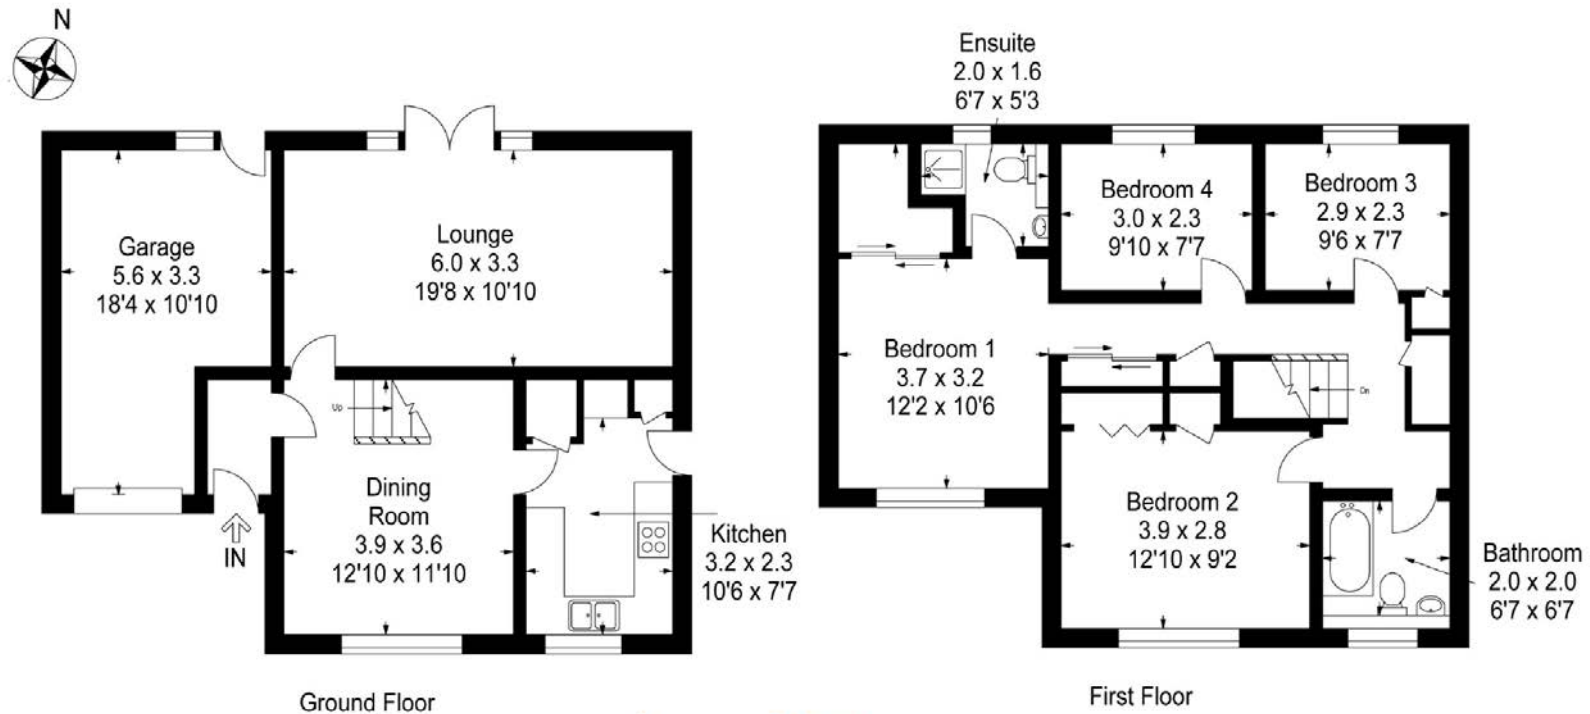 N
Garage
5.6 x 3.3
18'4 x 10'10
Lounge
6.0 x 3.3
19'8 x 10'10
Up
Dining
Room
3.9 x 3.6
12'10 x 11'10
IN
Kitchen
3.2 x 2.3
10'6 x 7'7
Ground Floor
Ensuite
2.0 x 1.6
6'7 x 5'3
Bedroom 4
3.0 x 2.3
9'10 x 7'7
Bedroom 3
2.9 x 2.3
9'6 x 7'7
Bedroom 1
3.7 x 3.2
12'2 x 10'6
Dn
Bedroom 2
3.9 x 2.8
12'10 x 9'2
Bathroom
2.0 x 2.0
6'7 x 6'7
First Floor